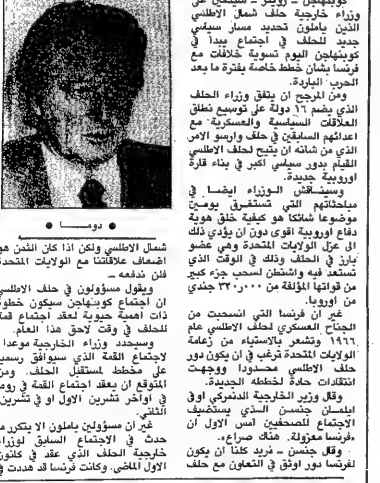 وزراء خارجية حلف شمال الاطلسي
الذين ياملون تحديد مسار سياسي
جديد للحلف في اجتماع يبدأ في
كوبنهاجن اليوم تسوية خلافات مع
فرنسا بشأن خطط خاصة بفترة ما بعد
الحرب الباردة.
ومن المرجح ان يتفق وزراء الحلف
الذي يضم ١٦ دولة على توسيع نطاق
العلاقات السياسية والعسكرية مع
اعدائهم السابقين في حلف وارسو الامر
الذي من شانه ان يتيح لحلف الاطلسي
القيام بدور سياسي اكبر في بناء قارة
اوروبية جديدة.
وسيناقش الوزراء ايضا في
مباحثاتهم التي تستغرق يومين
موضوعا شائكا هو كيفية خلق هوية
دفاع اوروبية اقوى دون ان يؤدي ذلك
الى عزل الولايات المتحدة وهي عضو
بارز في الحلف وذلك في الوقت الذي
تستعد فيه واشنطن لسحب جزء كبير
من قواتها المؤلفة من ٣٢٠٫٠٠٠ جندي
من اوروبا.
غير ان فرنسا التي انسحبت من
الجناح العسكري لحلف الاطلسي عام
١٩٦٦ وتشعر بالاستياء من زعامة
الولايات المتحدة ترغب في ان يكون دور
حلف الاطلسي محدودا ووجهت
انتقادات حادة لخططه الجديدة.
وقال وزير الخارجية الدنمركي اوفي
ايلمان جنسن الذي يستضيف
الاجتماع للصحفيين امس الاول ان
«فرنسا معزولة. هناك صراع».
وقال جنسن ـ نريد كلنا ان يكون
لفرنسا دور اوثق في التعاون مع حلف
● دوما ●
شمال الاطلسي ولكن اذا كان الثمن هو
اضعاف علاقاتنا مع الولايات المتحدة
فلن ندفعه ـ
ويقول مسؤولون في حلف الاطلسي
ان اجتماع كوبنهاجن سيكون خطوة
ذات اهمية حيوية لعقد اجتماع قمة
للحلف في وقت لاحق هذا العام.
وسيحدد وزراء الخارجية موعدا
لاجتماع القمة الذي سيوافق رسميا
على مخطط لمستقبل الحلف. ومن
المتوقع ان يعقد اجتماع القمة في روما
في اواخر تشرين الاول او في تشرين
الثاني.
غير ان مسؤولين ياملون الا يتكرر ما
حدث في الاجتماع السابق لوزراء
خارجية الحلف الذي عقد في كانون
الاول الماضي. وكانت فرنسا قد هددت في